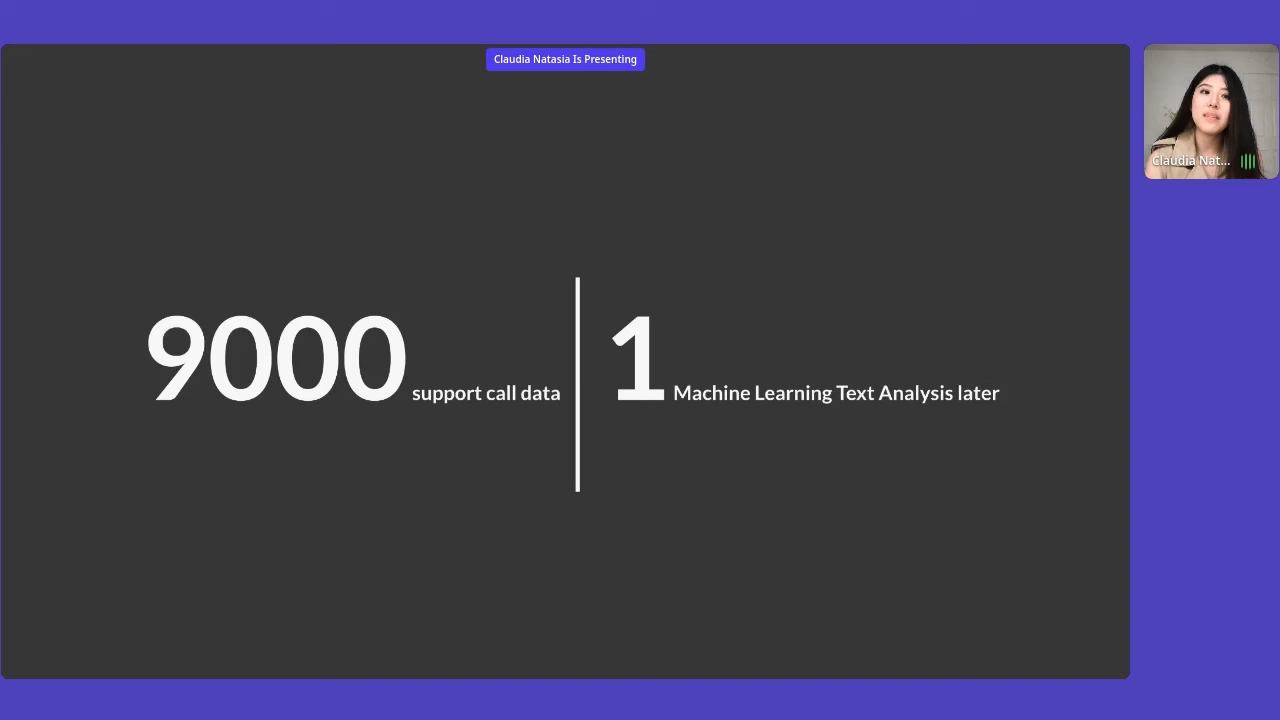 Claudia Natasia Is Presenting
Claudia Nat...
9000 support call data
1 Machine Learning Text Analysis later